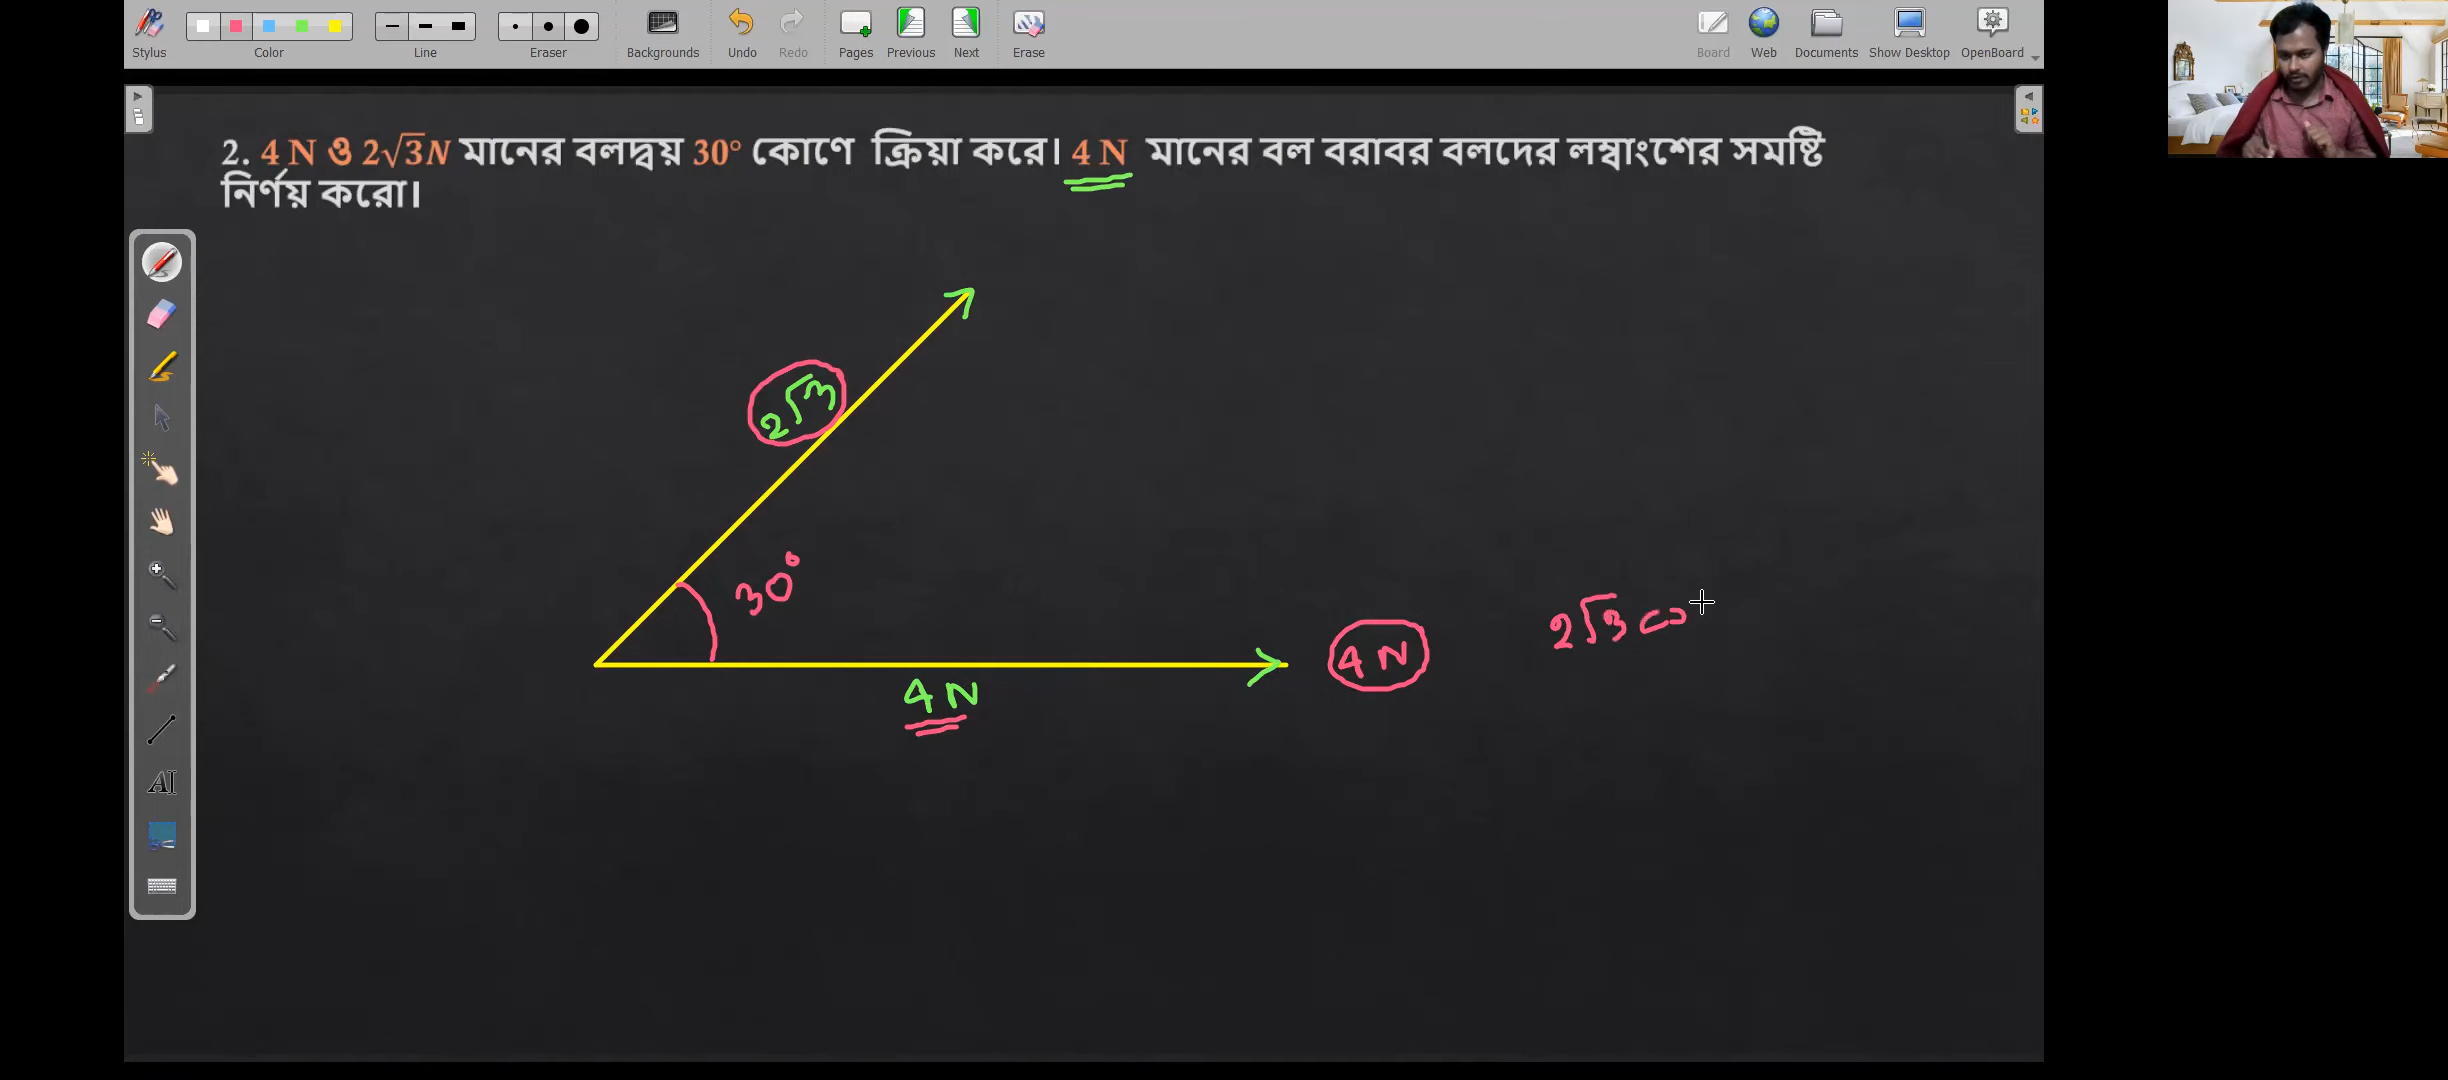 Stylus
Color
Line
Eraser
Backgrounds
Undo
Redo
Pages
Previous
Next
Erase
Board
Web
Documents
Show Desktop
OpenBoard
2. 4 N ও 2√3N মানের বলদ্বয় 30° কোণে ক্রিয়া করে। 4 N মানের বল বরাবর বলদের লম্বাংশের সমষ্টি
নির্ণয় করো।
2√3
30°
4 N
4 N
2√3 co